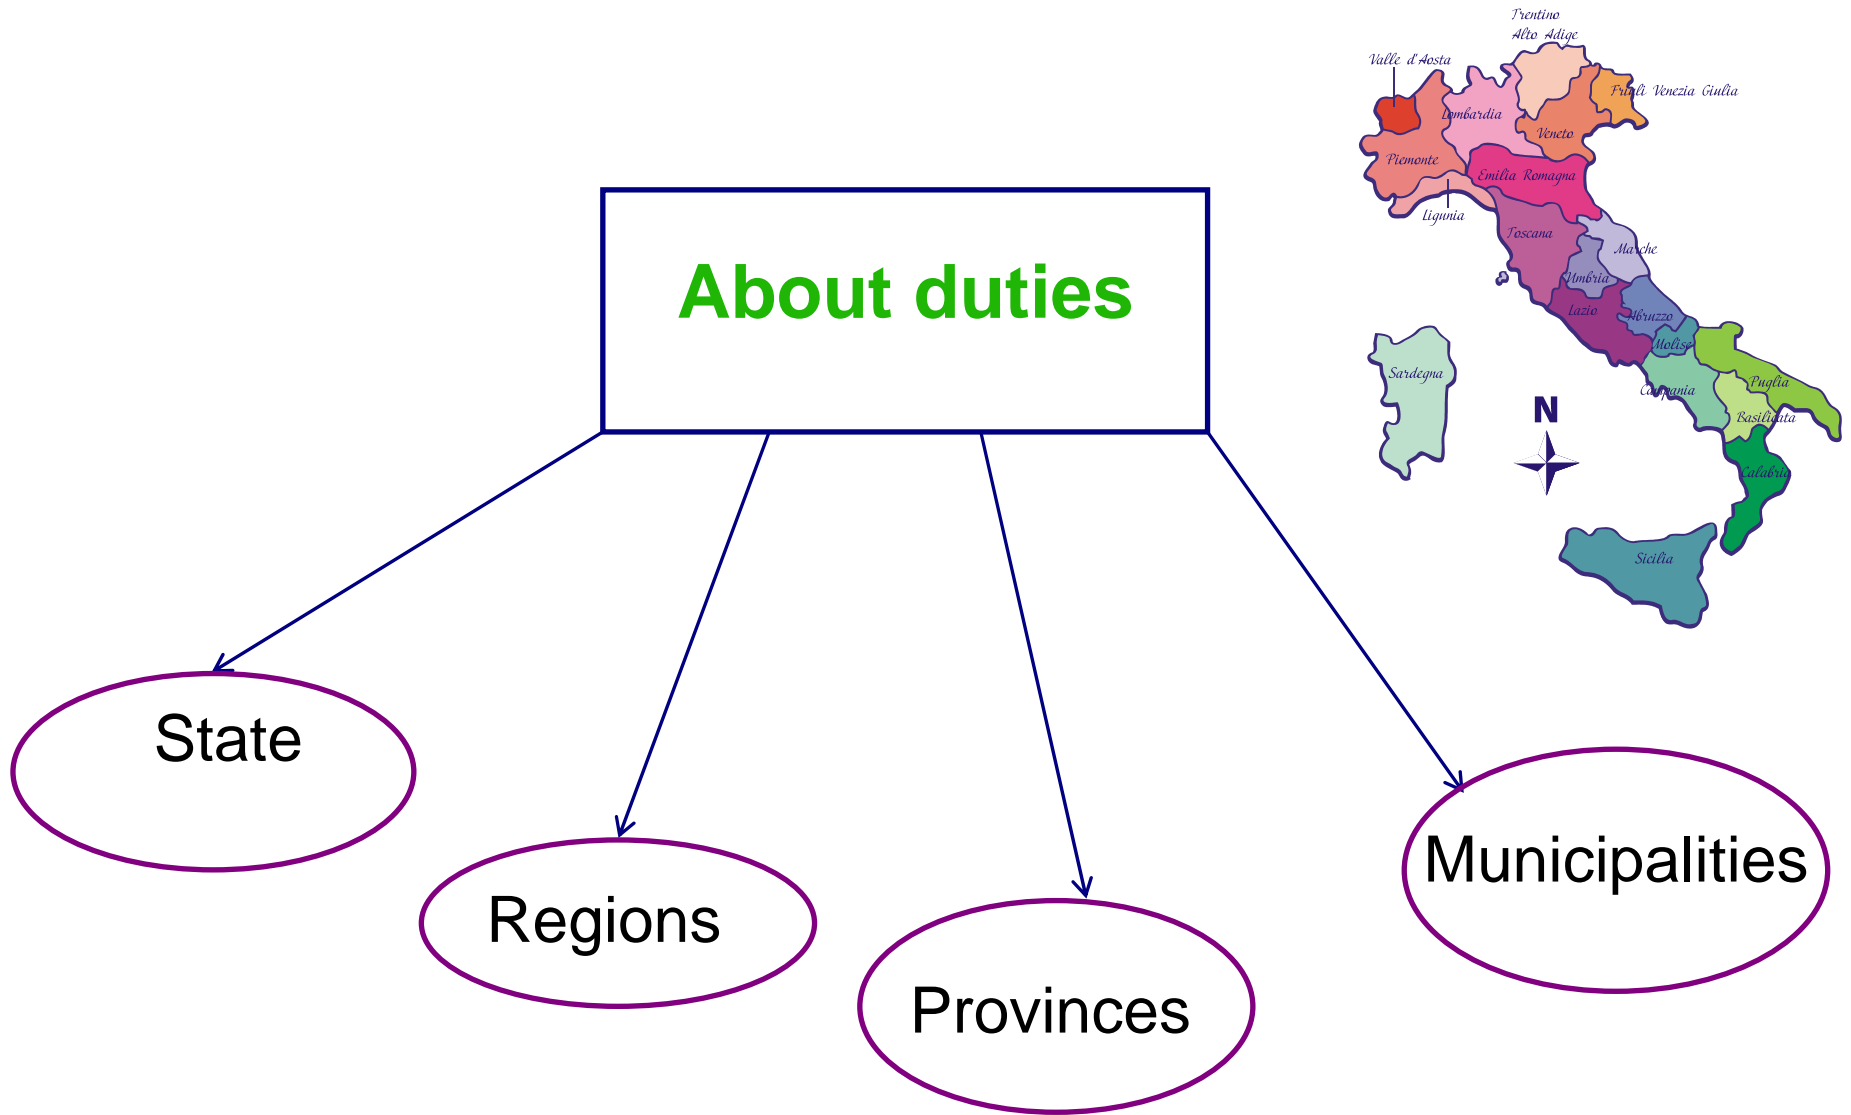 Trentino
Alto Adige
Valle d'Aosta
Friuli Venezia Giulia
Lombardia
Veneto
Piemonte
Emilia Romagna
Ligunia
Toscana
Marche
Umbria
Lazio
Abruzzo
Molise
Sardegna
Campania
Puglia
Basilicata
N
Calabria
Sicilia
About duties
State
Regions
Provinces
Municipalities